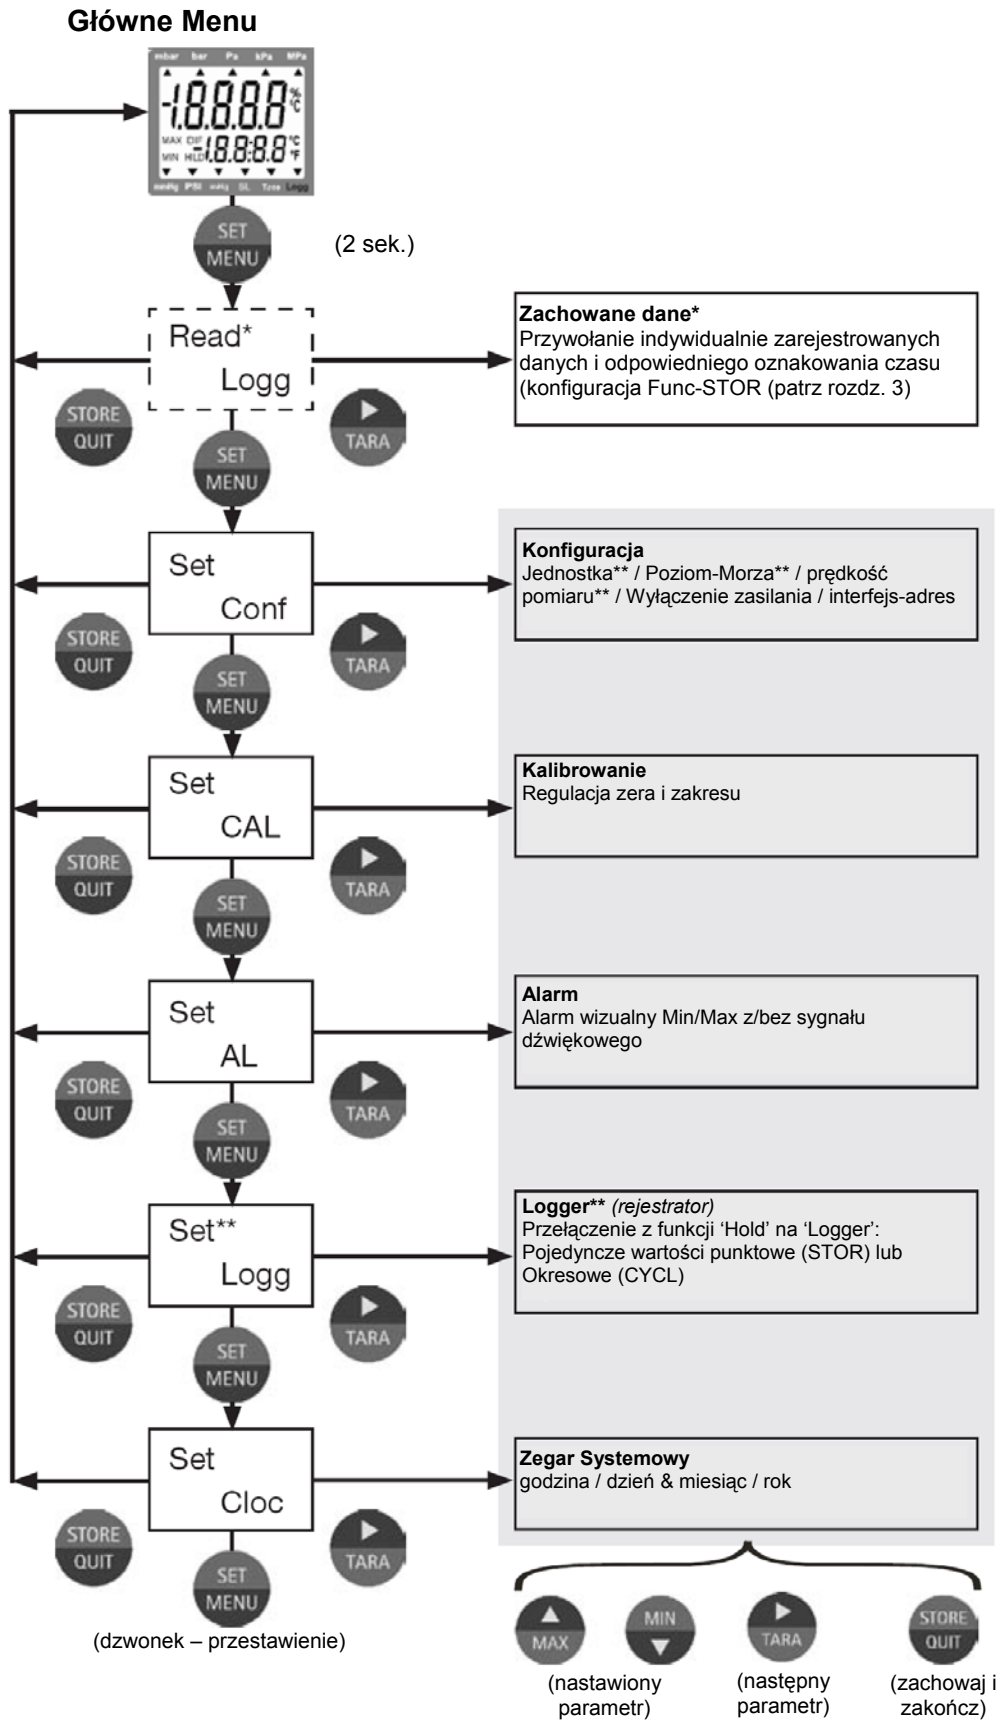 Główne Menu
mbar bar Pa kPa MPa
-1.8.8.8.8 % °C
MAX DIF
MIN HLD -1.8.8:8.8 °C °F
mmHg PSI mHg SL Tara Logg
SET
MENU
(2 sek.)
Read*
Logg
Zachowane dane*
Przywołanie indywidualnie zarejestrowanych
danych i odpowiedniego oznakowania czasu
(konfiguracja Func-STOR (patrz rozdz. 3)
STORE
QUIT
TARA
SET
MENU
Set
Conf
Konfiguracja
Jednostka** / Poziom-Morza** / prędkość
pomiaru** / Wyłączenie zasilania / interfejs-adres
STORE
QUIT
TARA
SET
MENU
Set
CAL
Kalibrowanie
Regulacja zera i zakresu
STORE
QUIT
TARA
SET
MENU
Set
AL
Alarm
Alarm wizualny Min/Max z/bez sygnału
dźwiękowego
STORE
QUIT
TARA
SET
MENU
Set**
Logg
Logger** (rejestrator)
Przełączenie z funkcji ‘Hold’ na ‘Logger’:
Pojedyncze wartości punktowe (STOR) lub
Okresowe (CYCL)
STORE
QUIT
TARA
SET
MENU
Set
Cloc
Zegar Systemowy
godzina / dzień & miesiąc / rok
STORE
QUIT
TARA
SET
MENU
(dzwonek – przestawienie)
MAX
MIN
TARA
STORE
QUIT
(nastawiony
parametr)
(następny
parametr)
(zachowaj i
zakończ)